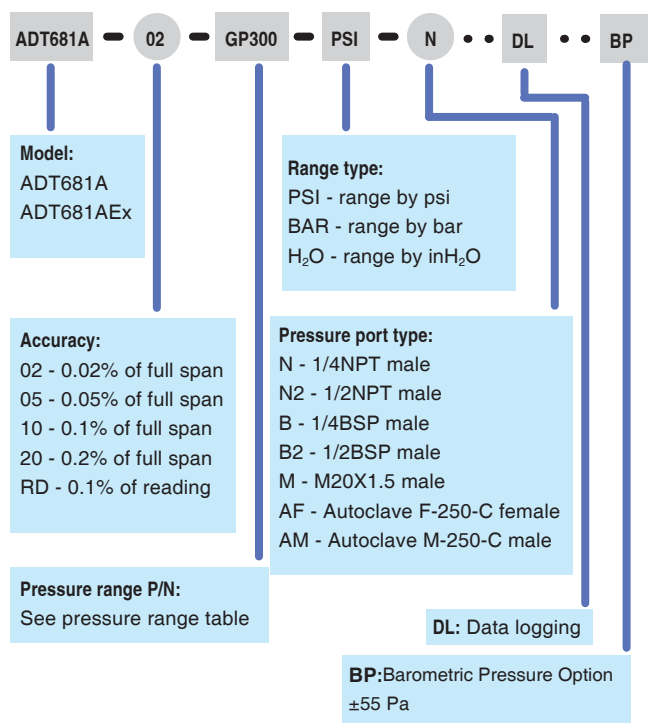 ADT681A - 02 - GP300 - PSI - N · · DL · · BP
Model:
ADT681A
ADT681AEx
Range type:
PSI - range by psi
BAR - range by bar
H₂O - range by inH₂O
Accuracy:
02 - 0.02% of full span
05 - 0.05% of full span
10 - 0.1% of full span
20 - 0.2% of full span
RD - 0.1% of reading
Pressure port type:
N - 1/4NPT male
N2 - 1/2NPT male
B - 1/4BSP male
B2 - 1/2BSP male
M - M20X1.5 male
AF - Autoclave F-250-C female
AM - Autoclave M-250-C male
Pressure range P/N:
See pressure range table
DL: Data logging
BP:Barometric Pressure Option
±55 Pa